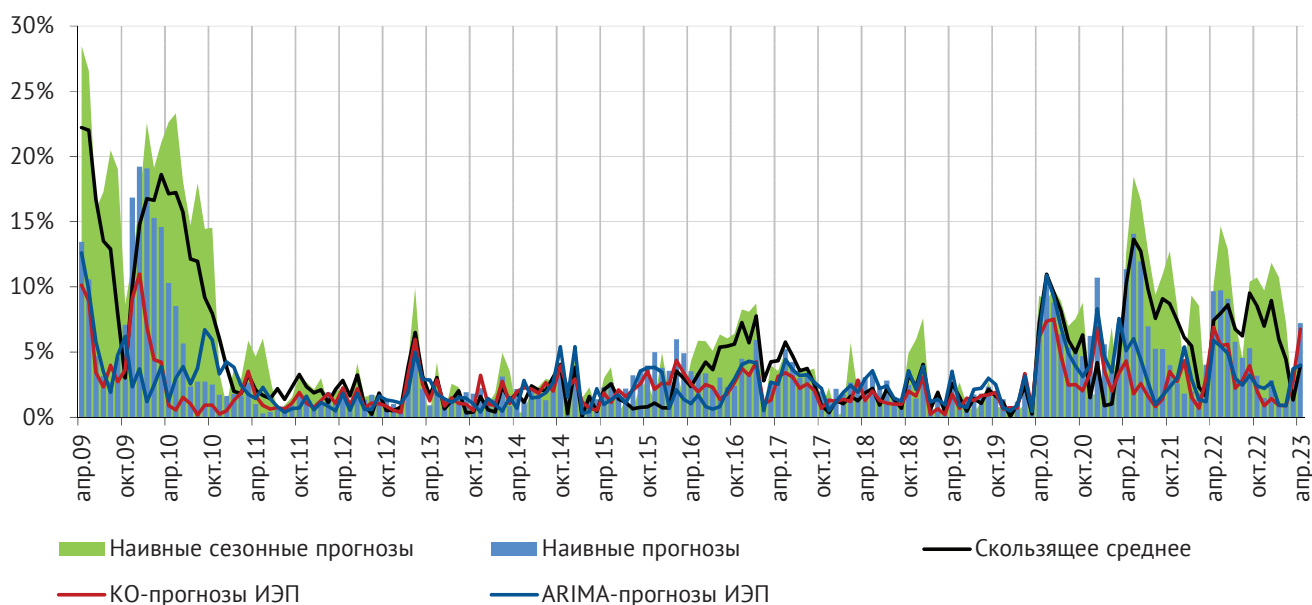 30%
25%
20%
15%
10%
5%
0%
апр.09
окт.09
апр.10
окт.10
апр.11
окт.11
апр.12
окт.12
апр.13
окт.13
апр.14
окт.14
апр.15
окт.15
апр.16
окт.16
апр.17
окт.17
апр.18
окт.18
апр.19
окт.19
апр.20
окт.20
апр.21
окт.21
апр.22
окт.22
апр.23
Наивные сезонные прогнозы
Наивные прогнозы
Скользящее среднее
КО-прогнозы ИЭП
ARIMA-прогнозы ИЭП